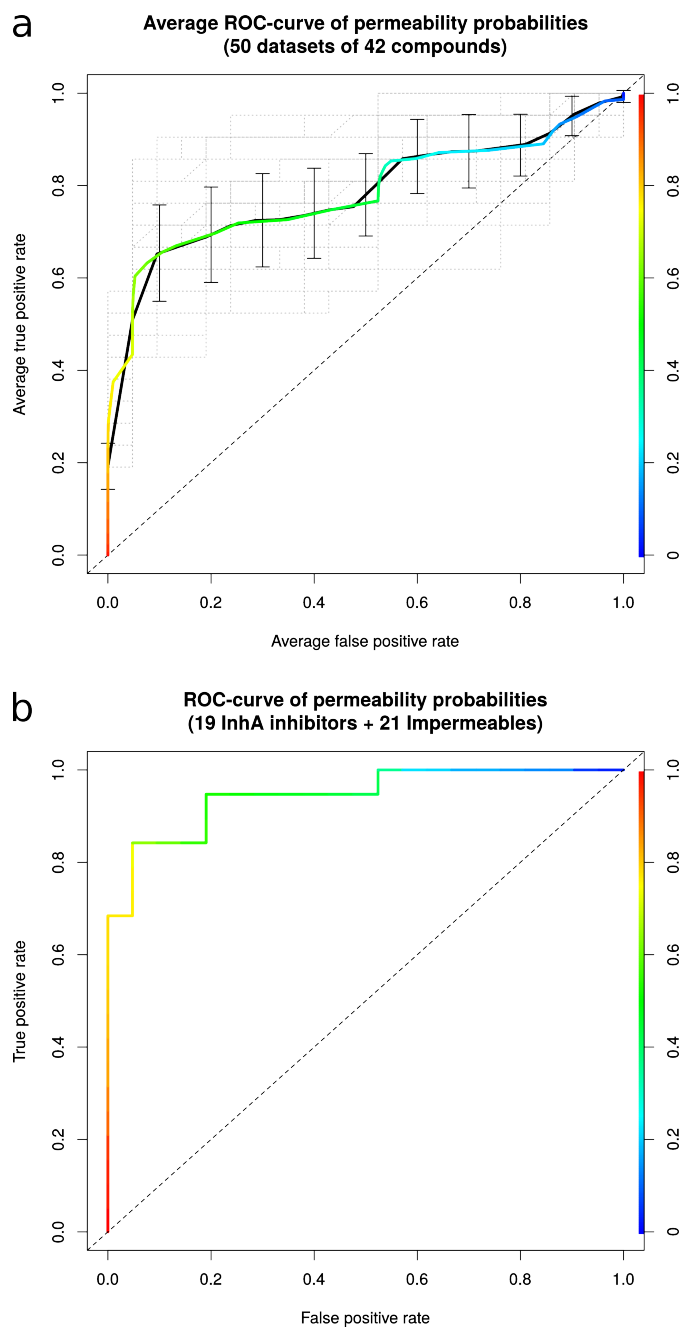 a
Average ROC-curve of permeability probabilities
(50 datasets of 42 compounds)
Average true positive rate
0.0 0.2 0.4 0.6 0.8 1.0
0 0.2 0.4 0.6 0.8 1.0
0.0 0.2 0.4 0.6 0.8 1.0
Average false positive rate
b
ROC-curve of permeability probabilities
(19 InhA inhibitors + 21 Impermeables)
True positive rate
0.0 0.2 0.4 0.6 0.8 1.0
0 0.2 0.4 0.6 0.8 1.0
0.0 0.2 0.4 0.6 0.8 1.0
False positive rate